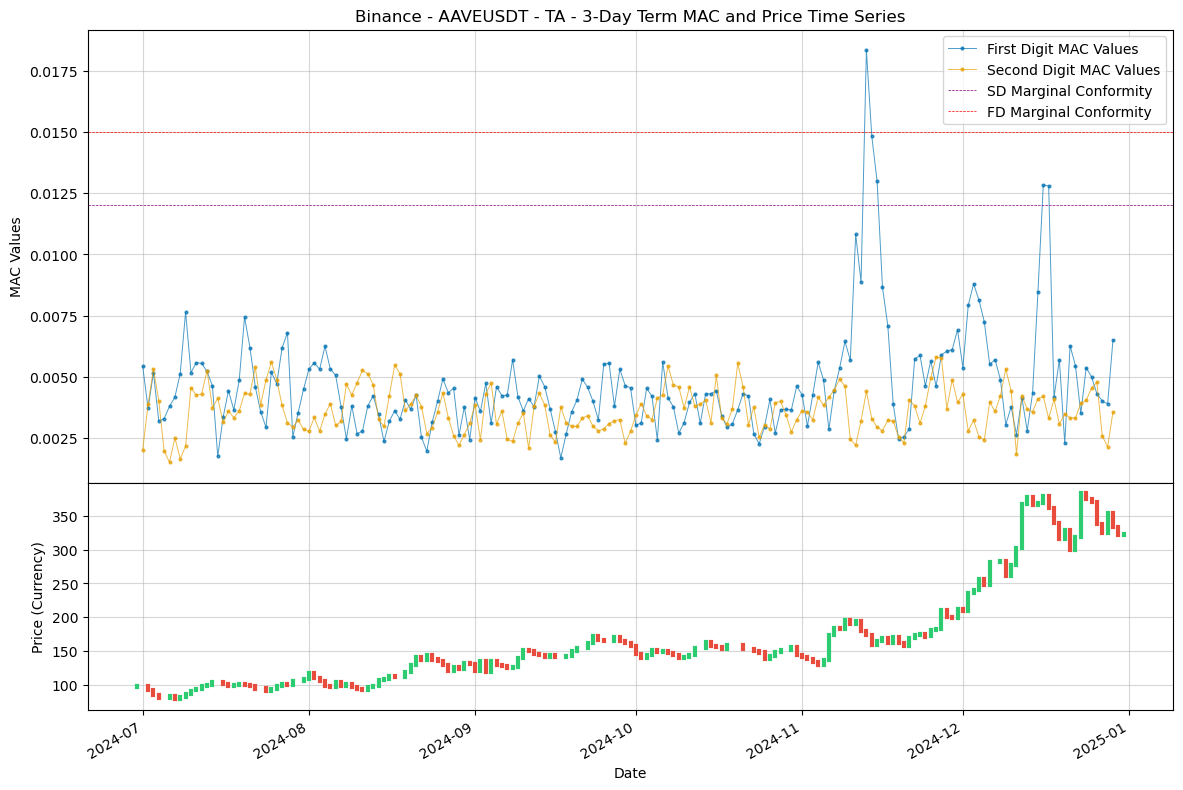 Binance - AAVEUSDT - TA - 3-Day Term MAC and Price Time Series
First Digit MAC Values
Second Digit MAC Values
SD Marginal Conformity
FD Marginal Conformity
MAC Values
0.0175
0.0150
0.0125
0.0100
0.0075
0.0050
0.0025
Price (Currency)
350
300
250
200
150
100
2024-07
2024-08
2024-09
2024-10
2024-11
2024-12
2025-01
Date